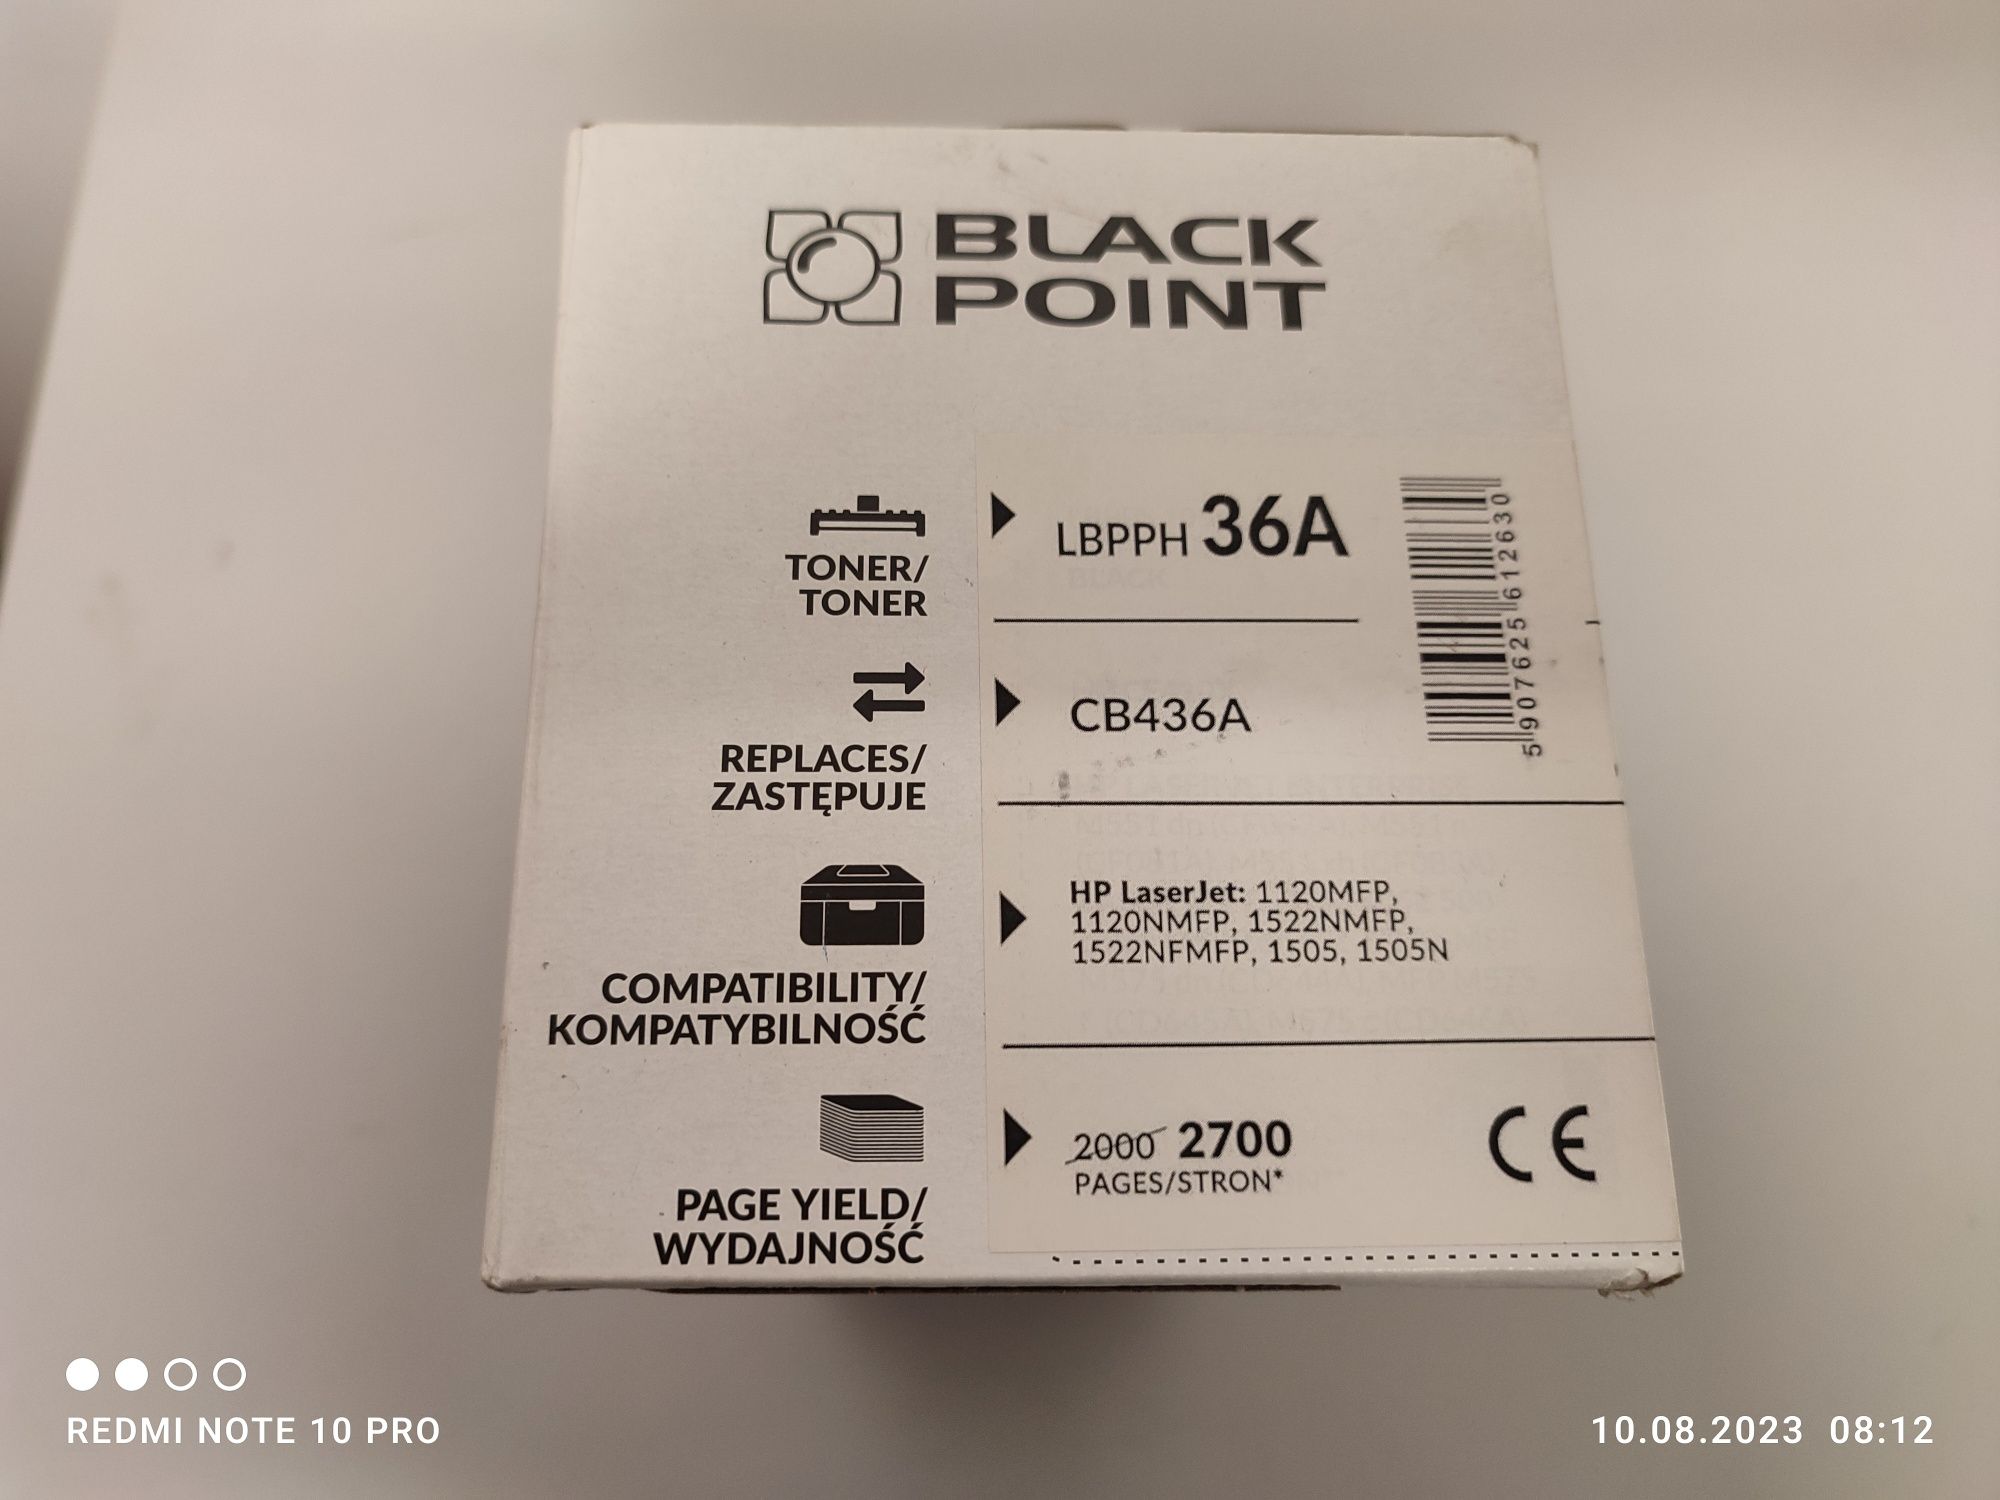 BLACK
POINT
TONER/
TONER
LBPPH 36A
5907625612630
REPLACES/
ZASTĘPUJE
CB436A
COMPATIBILITY/
KOMPATYBILNOŚĆ
HP LaserJet: 1120MFP,
1120NMFP, 1522NMFP,
1522NFMFP, 1505, 1505N
PAGE YIELD/
WYDAJNOŚĆ
2000 2700
PAGES/STRON*
CE
REDMI NOTE 10 PRO
10.08.2023 08:12